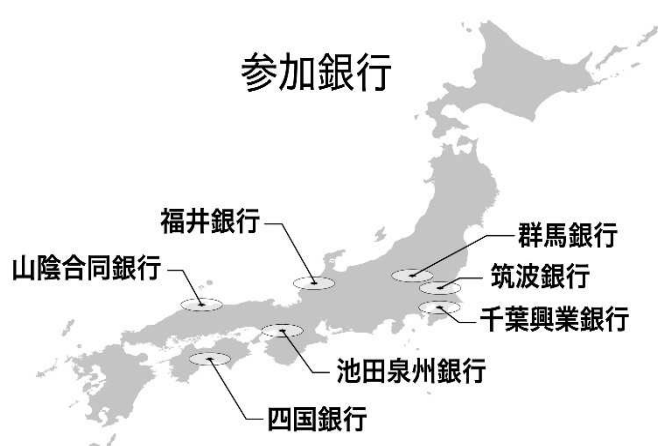 参加銀行
福井銀行
群馬銀行
山陰合同銀行
筑波銀行
千葉興業銀行
池田泉州銀行
四国銀行